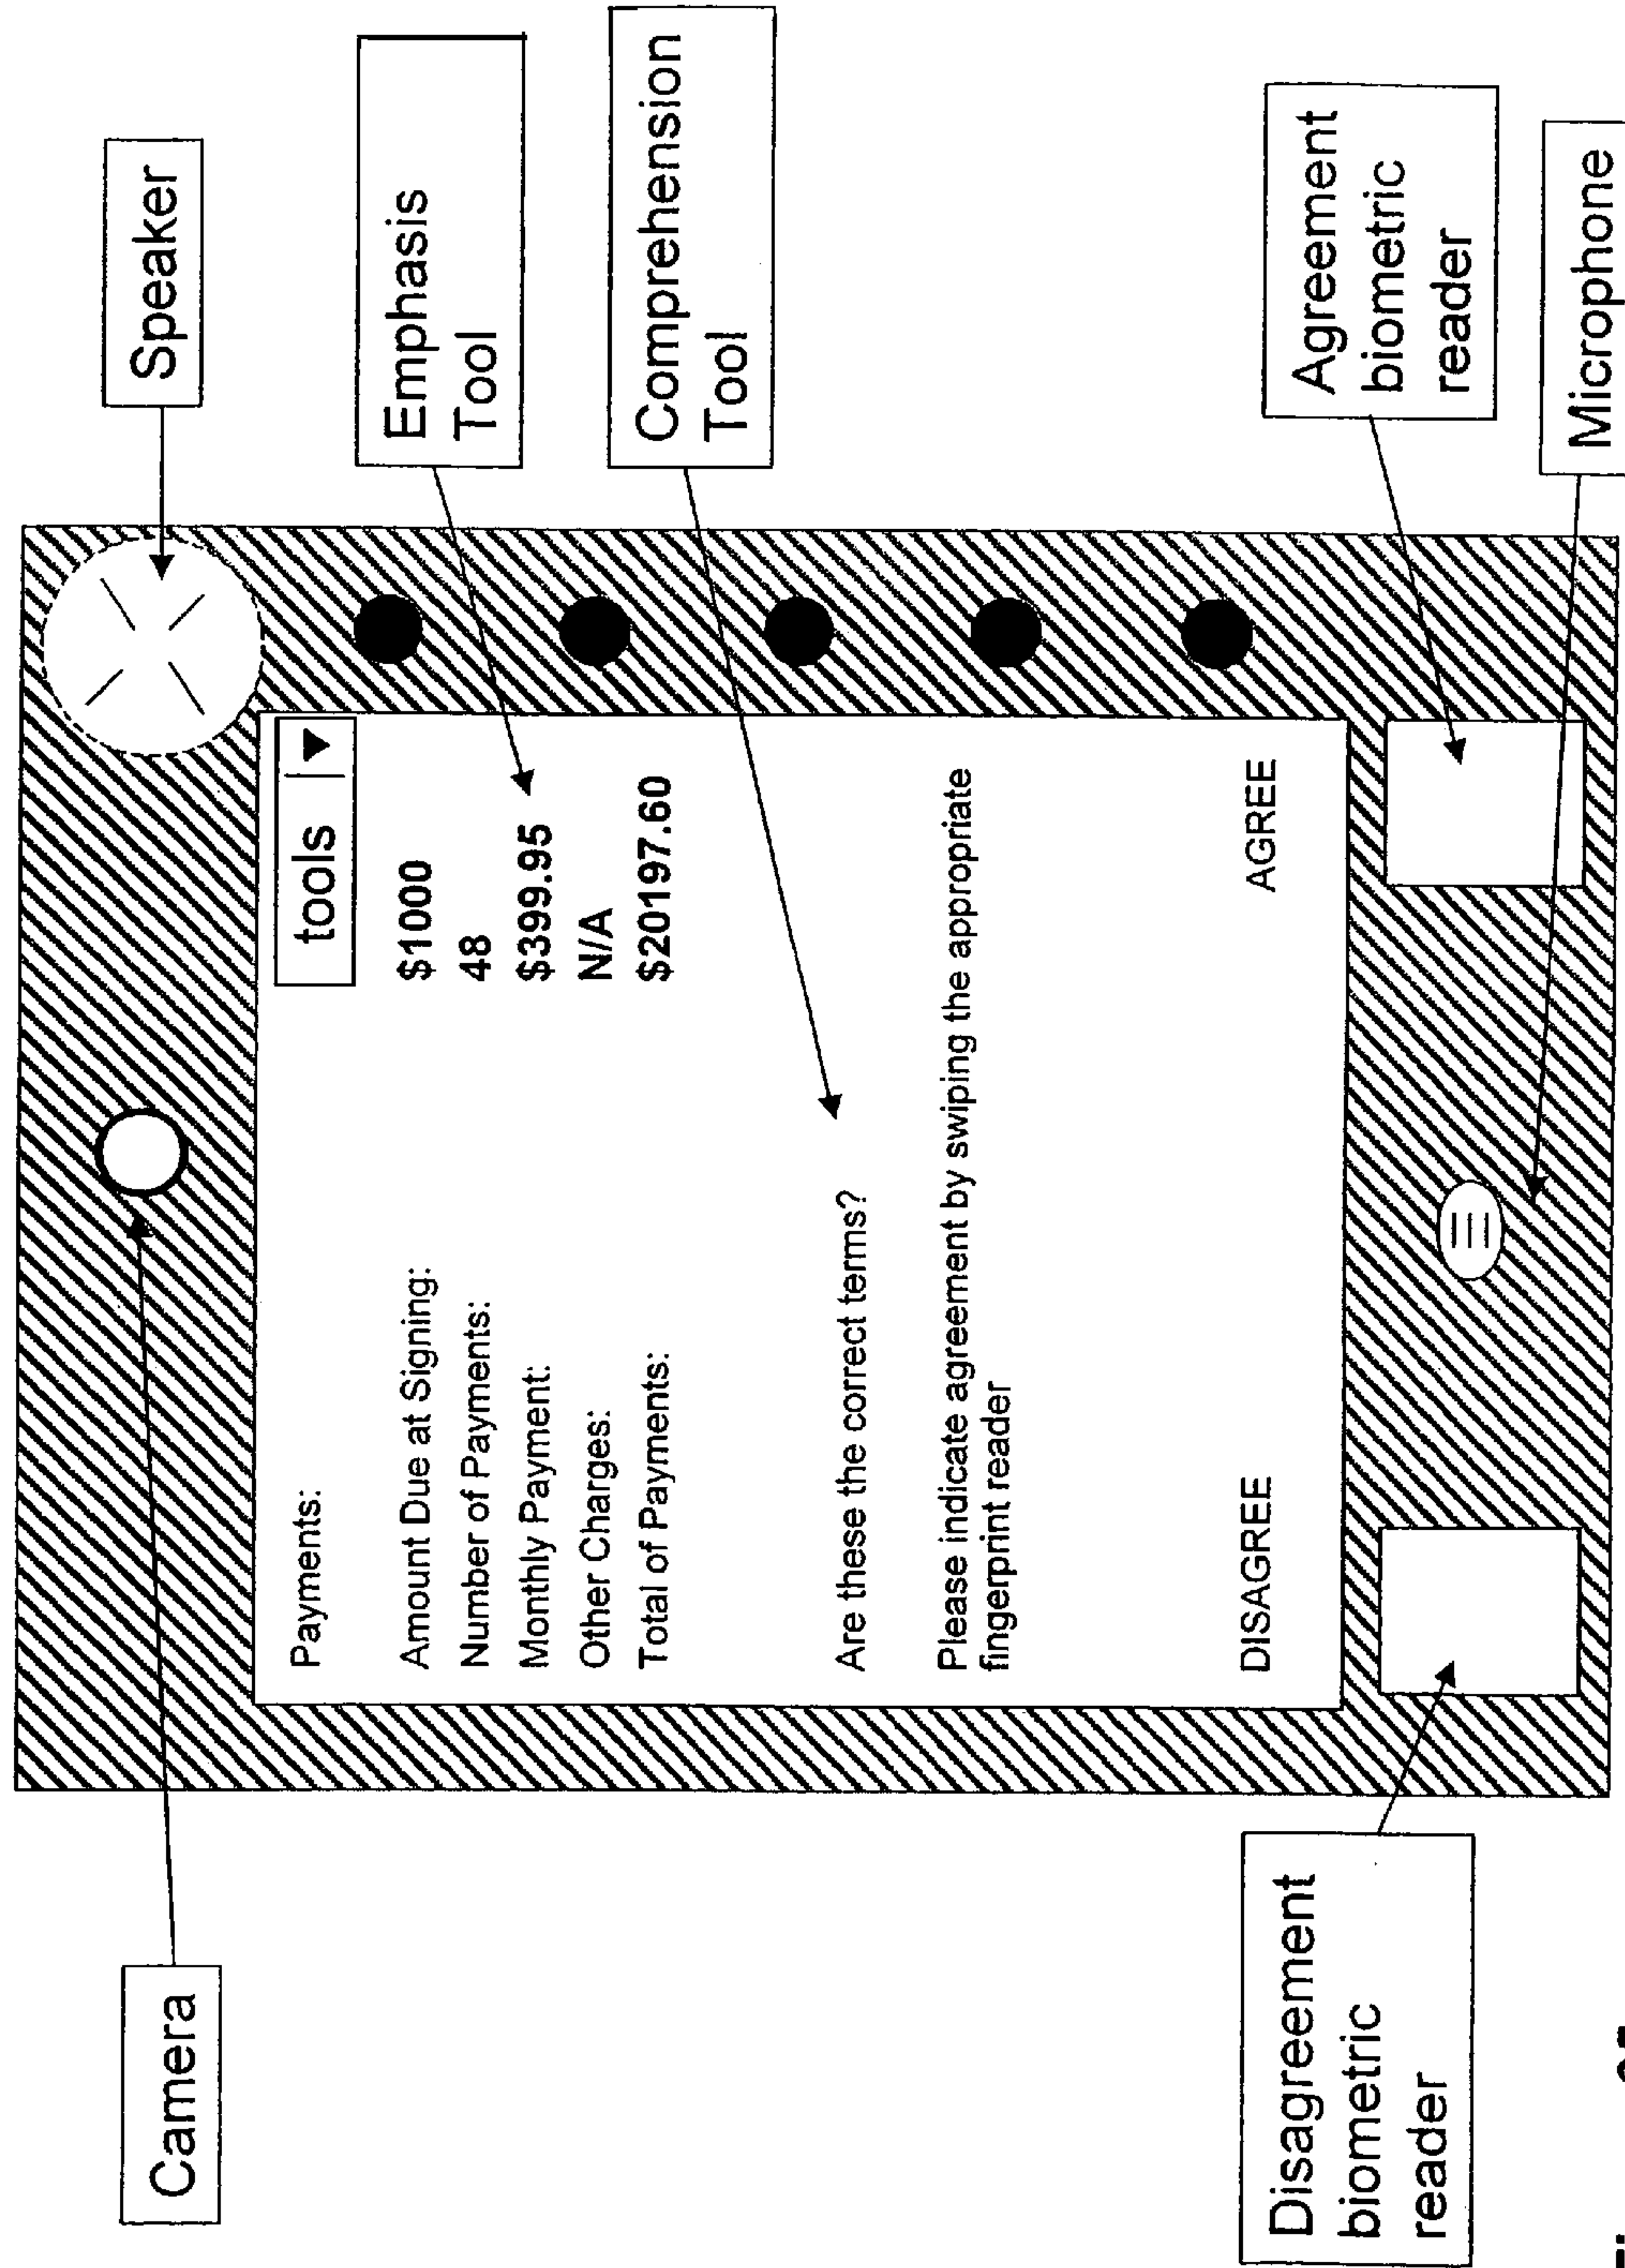 Camera
Speaker
tools
Payments:
Amount Due at Signing: $1000
Number of Payments: 48
Monthly Payment: $399.95
Other Charges: N/A
Total of Payments: $20197.60
Emphasis
Tool
Are these the correct terms?
Comprehension
Tool
Please indicate agreement by swiping the appropriate
fingerprint reader
DISAGREE AGREE
Disagreement
biometric
reader
Agreement
biometric
reader
Microphone